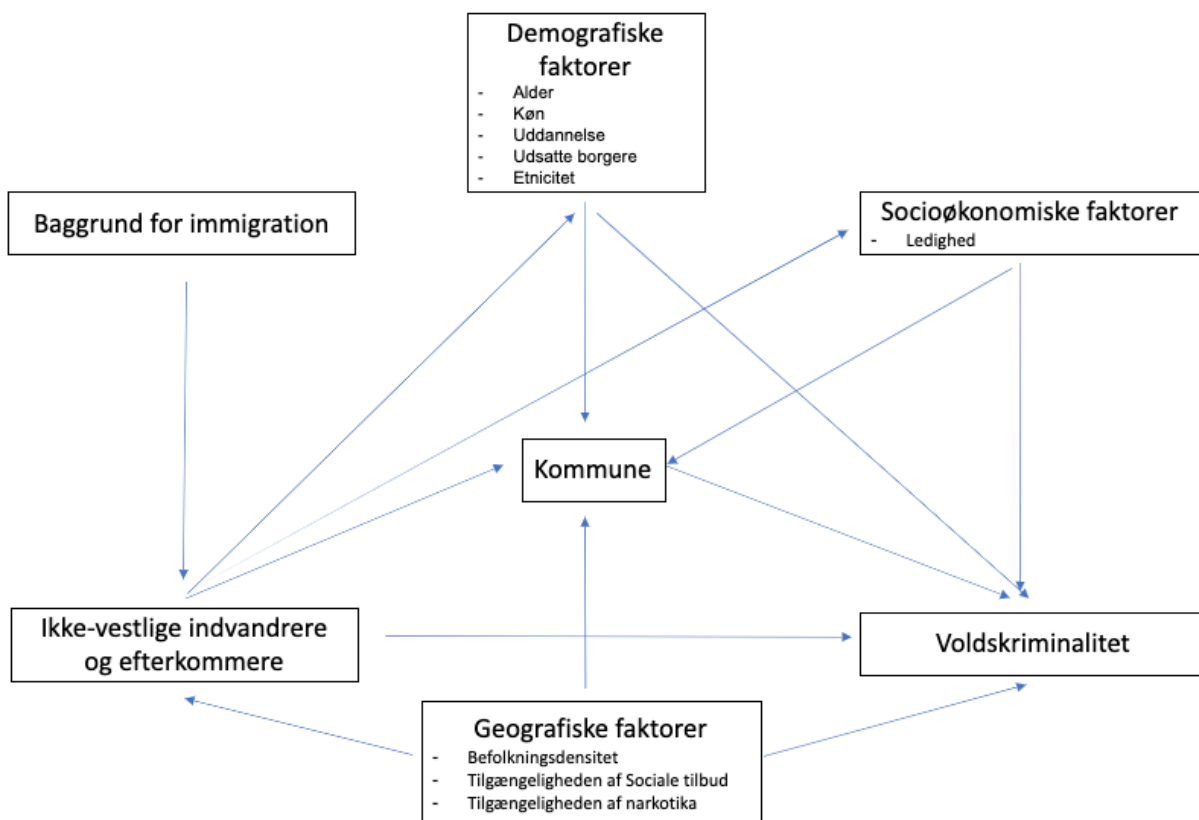 Demografiske
faktorer
- Alder
- Køn
- Uddannelse
- Udsatte borgere
- Etnicitet
Baggrund for immigration
Socioøkonomiske faktorer
- Ledighed
Kommune
Ikke-vestlige indvandrere
og efterkommere
Voldskriminalitet
Geografiske faktorer
- Befolkningsdensitet
- Tilgængeligheden af Sociale tilbud
- Tilgængeligheden af narkotika